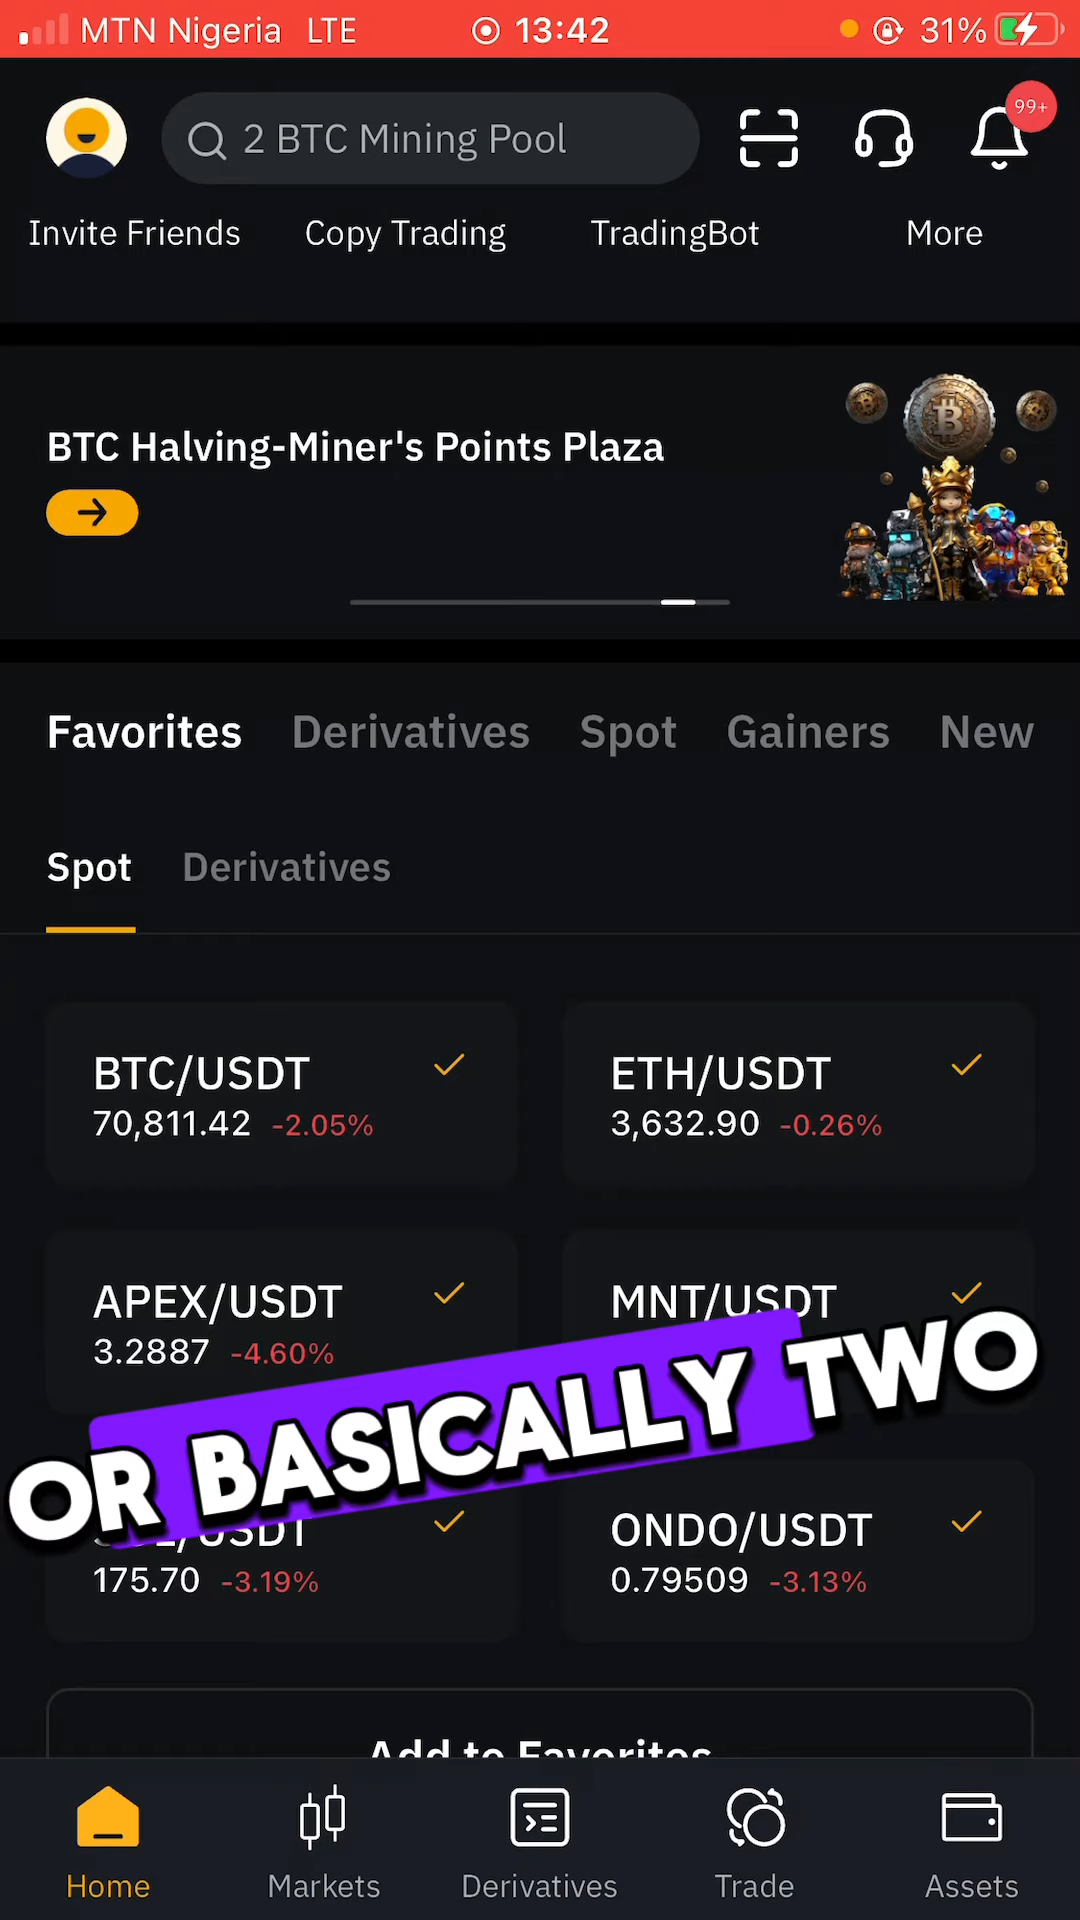 MTN Nigeria LTE 13:42 31%
2 BTC Mining Pool 99+
Invite Friends Copy Trading TradingBot More
BTC Halving-Miner's Points Plaza
Favorites Derivatives Spot Gainers New
Spot Derivatives
BTC/USDT ETH/USDT
70,811.42 -2.05% 3,632.90 -0.26%
APEX/USDT MNT/USDT
3.2887 -4.60%
OR BASICALLY TWO
ONDO/USDT
175.70 -3.19% 0.79509 -3.13%
Add to Favorites
Home Markets Derivatives Trade Assets